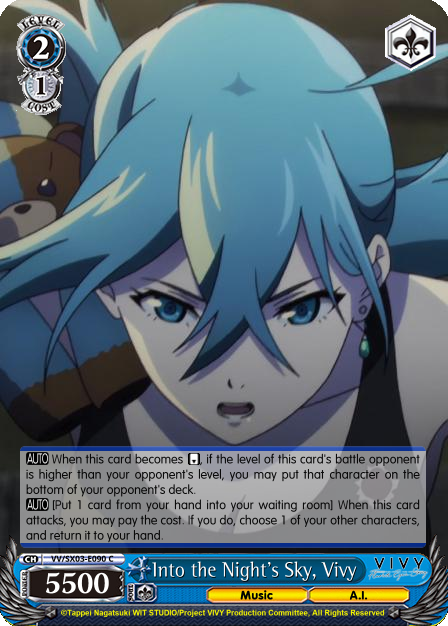 LEVEL
2
1
COST
AUTO When this card becomes , if the level of this card's battle opponent
is higher than your opponent's level, you may put that character on the
bottom of your opponent's deck.
AUTO [Put 1 card from your hand into your waiting room] When this card
attacks, you may pay the cost. If you do, choose 1 of your other characters,
and return it to your hand.
CH VV/SX03-E090 C
Into the Night's Sky, Vivy
VIVY
POWER 5500 SOUL
Music A.I.
©Tappei Nagatsuki WIT STUDIO/Project VIVY Production Committee, All Rights Reserved